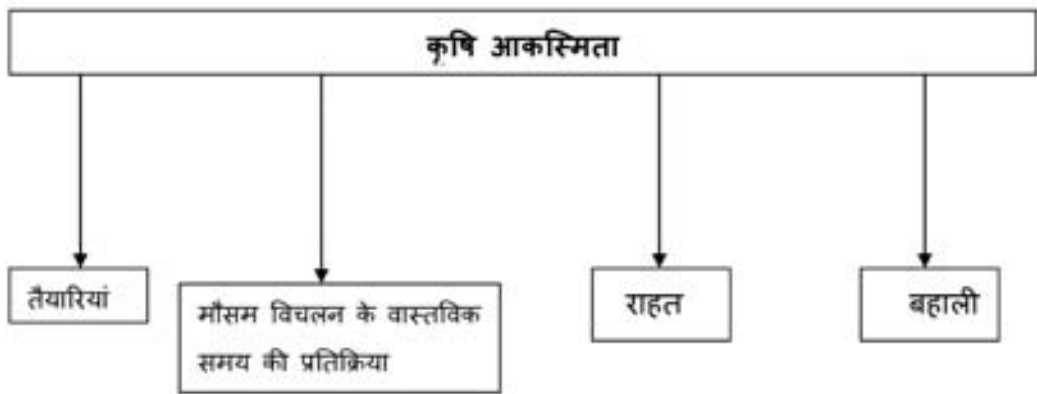 कृषि आकस्मिता
तैयारियां
मौसम विचलन के वास्तविक
समय की प्रतिक्रिया
राहत
बहाली